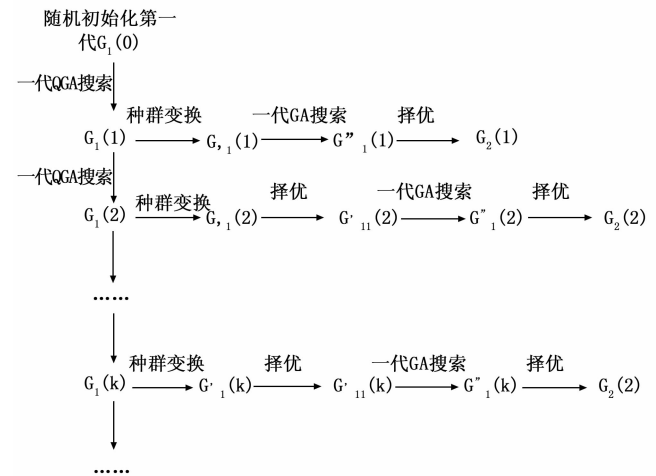 随机初始化第一
代G₁(0)
一代QGA搜索
种群变换 一代GA搜索 择优
G₁(1) G,₁(1) G”₁(1) G₂(1)
一代QGA搜索
种群变换 择优 一代GA搜索 择优
G₁(2) G,₁(2) G'₁₁(2) G"₁(2) G₂(2)
……
种群变换 择优 一代GA搜索 择优
G₁(k) G'₁(k) G'₁₁(k) G"₁(k) G₂(2)
……